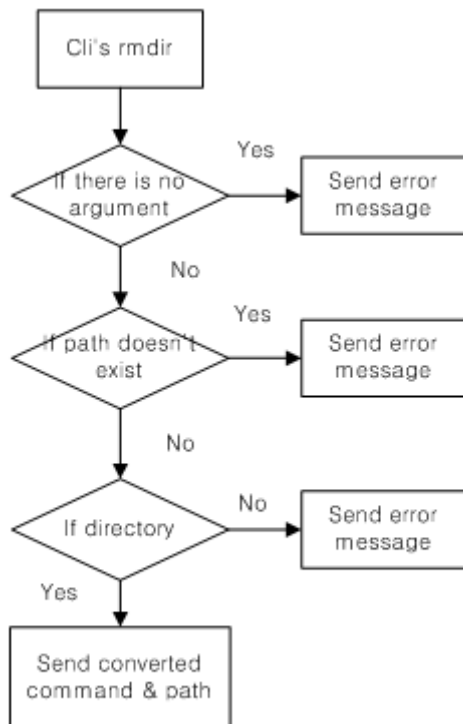 Cli's rmdir
Yes
If there is no
argument
Send error
message
No
Yes
If path doesn't
exist
Send error
message
No
No
If directory
Send error
message
Yes
Send converted
command & path